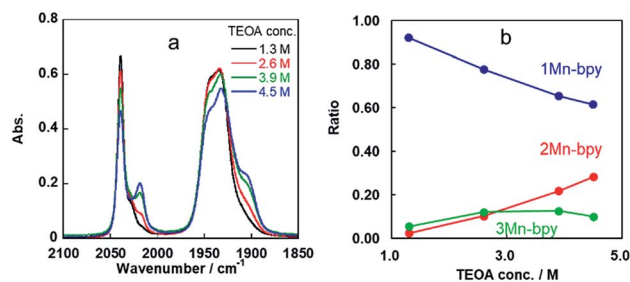 a
TEOA conc.
1.3 M
2.6 M
3.9 M
4.5 M
Abs.
0.8
0.6
0.4
0.2
0
2100 2050 2000 1950 1900 1850
Wavenumber / cm⁻¹
b
1Mn-bpy
2Mn-bpy
3Mn-bpy
Ratio
1.00
0.80
0.60
0.40
0.20
0.00
1.0 3.0 5.0
TEOA conc. / M